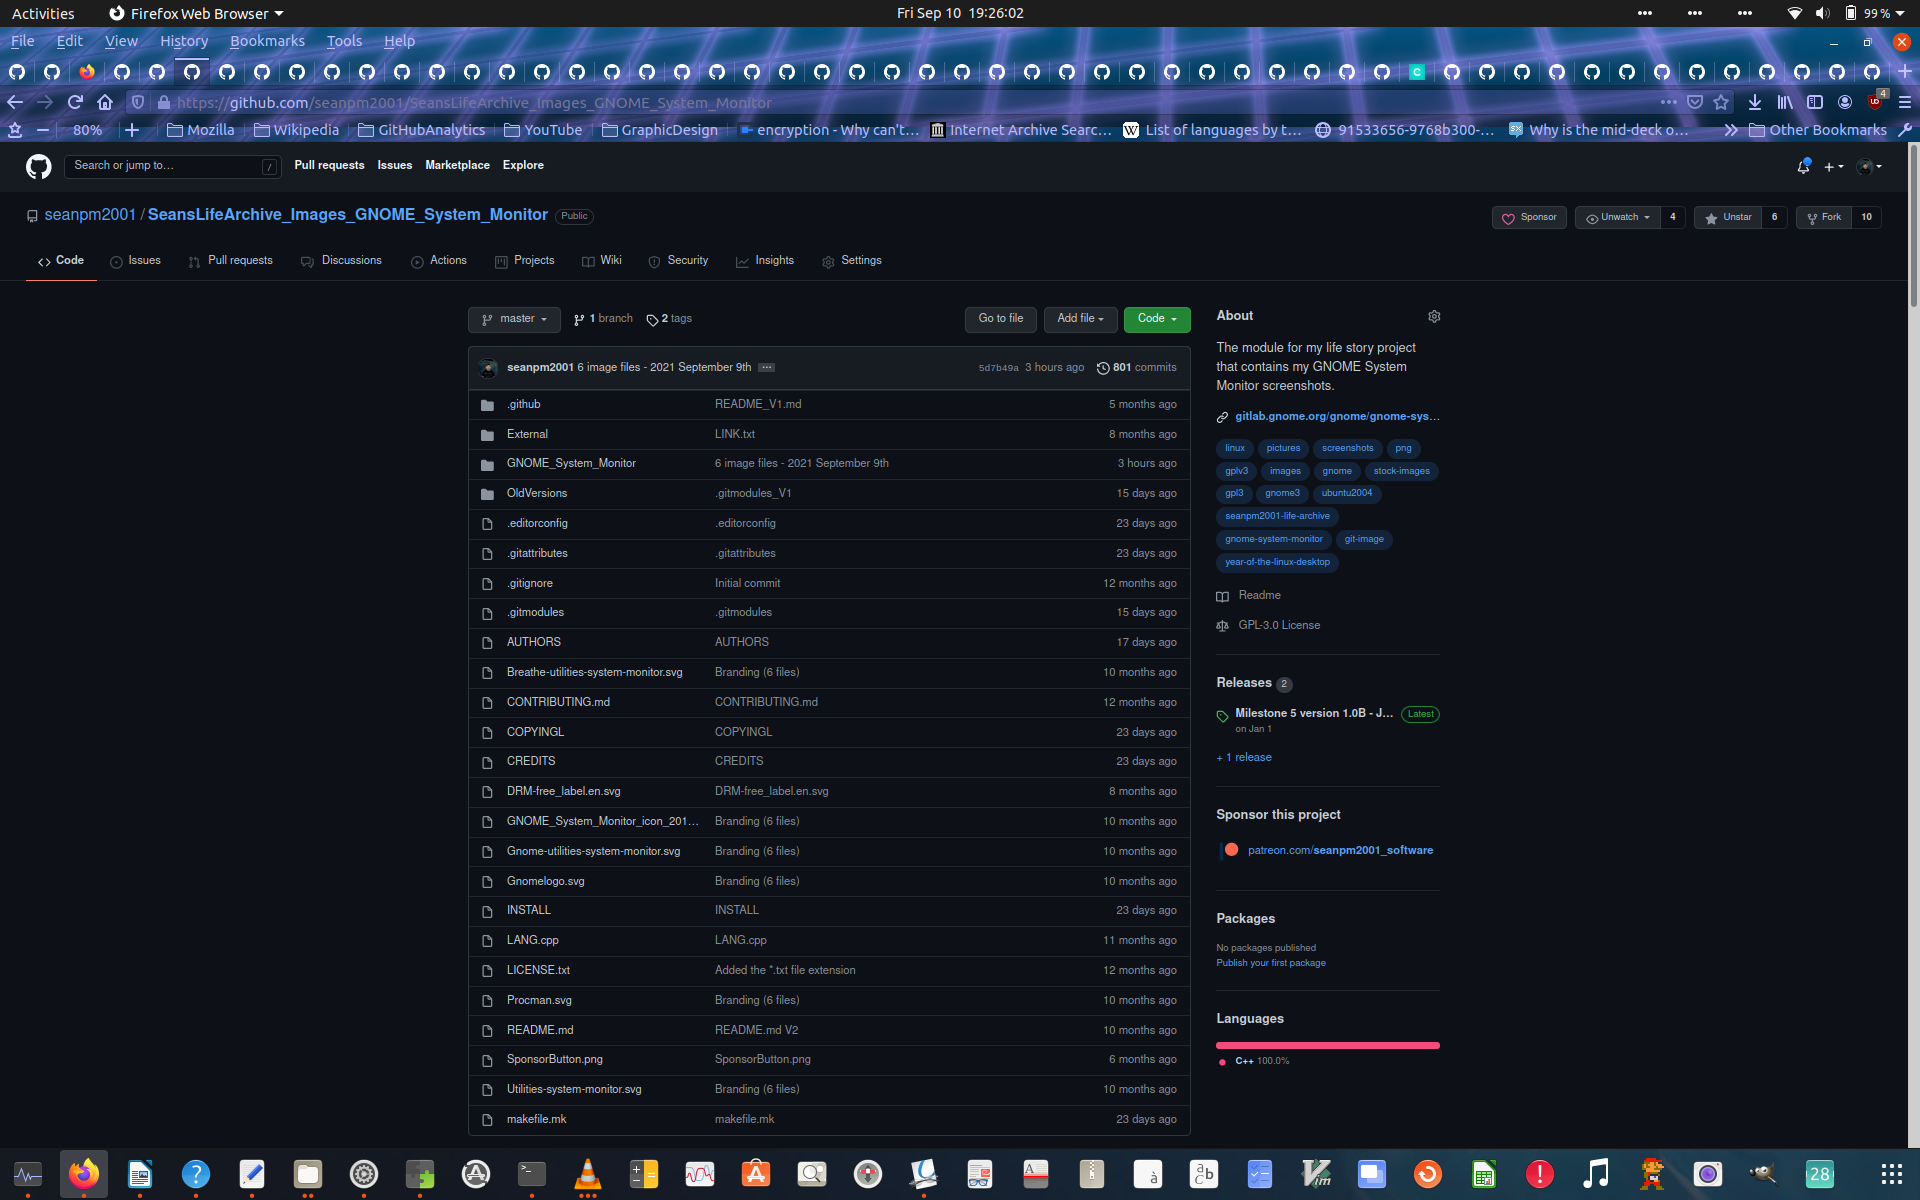 Activities Firefox Web Browser Fri Sep 10 19:26:02 99 %
File Edit View History Bookmarks Tools Help
https://github.com/seanpm2001/SeansLifeArchive_Images_GNOME_System_Monitor 4
80% Mozilla Wikipedia GitHubAnalytics YouTube GraphicDesign encryption - Why can't… Internet Archive Searc… List of languages by t… 91533656-9768b300-… Why is the mid-deck o… Other Bookmarks
Search or jump to… / Pull requests Issues Marketplace Explore
seanpm2001 / SeansLifeArchive_Images_GNOME_System_Monitor Public
Sponsor Unwatch 4 Unstar 6 Fork 10
Code Issues Pull requests Discussions Actions Projects Wiki Security Insights Settings
master 1 branch 2 tags Go to file Add file Code
seanpm2001 6 image files - 2021 September 9th 5d7b49a 3 hours ago 801 commits
.github README_V1.md 5 months ago
External LINK.txt 8 months ago
GNOME_System_Monitor 6 image files - 2021 September 9th 3 hours ago
OldVersions .gitmodules_V1 15 days ago
.editorconfig .editorconfig 23 days ago
.gitattributes .gitattributes 23 days ago
.gitignore Initial commit 12 months ago
.gitmodules .gitmodules 15 days ago
AUTHORS AUTHORS 17 days ago
Breathe-utilities-system-monitor.svg Branding (6 files) 10 months ago
CONTRIBUTING.md CONTRIBUTING.md 12 months ago
COPYINGL COPYINGL 23 days ago
CREDITS CREDITS 23 days ago
DRM-free_label.en.svg DRM-free_label.en.svg 8 months ago
GNOME_System_Monitor_icon_201… Branding (6 files) 10 months ago
Gnome-utilities-system-monitor.svg Branding (6 files) 10 months ago
Gnomelogo.svg Branding (6 files) 10 months ago
INSTALL INSTALL 23 days ago
LANG.cpp LANG.cpp 11 months ago
LICENSE.txt Added the *.txt file extension 12 months ago
Procman.svg Branding (6 files) 10 months ago
README.md README.md V2 10 months ago
SponsorButton.png SponsorButton.png 6 months ago
Utilities-system-monitor.svg Branding (6 files) 10 months ago
makefile.mk makefile.mk 23 days ago
About
The module for my life story project
that contains my GNOME System
Monitor screenshots.
gitlab.gnome.org/gnome/gnome-sys…
linux pictures screenshots png
gplv3 images gnome stock-images
gpl3 gnome3 ubuntu2004
seanpm2001-life-archive
gnome-system-monitor git-image
year-of-the-linux-desktop
Readme
GPL-3.0 License
Releases 2
Milestone 5 version 1.0B - J… Latest
on Jan 1
+ 1 release
Sponsor this project
patreon.com/seanpm2001_software
Packages
No packages published
Publish your first package
Languages
C++ 100.0%
28